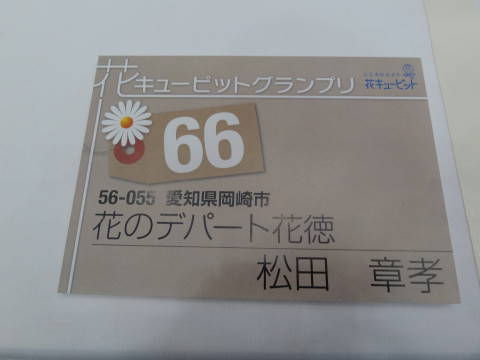 花キューピットグランプリ
花キューピット
66
56-055 愛知県岡崎市
花のデパート花徳
松田 章孝